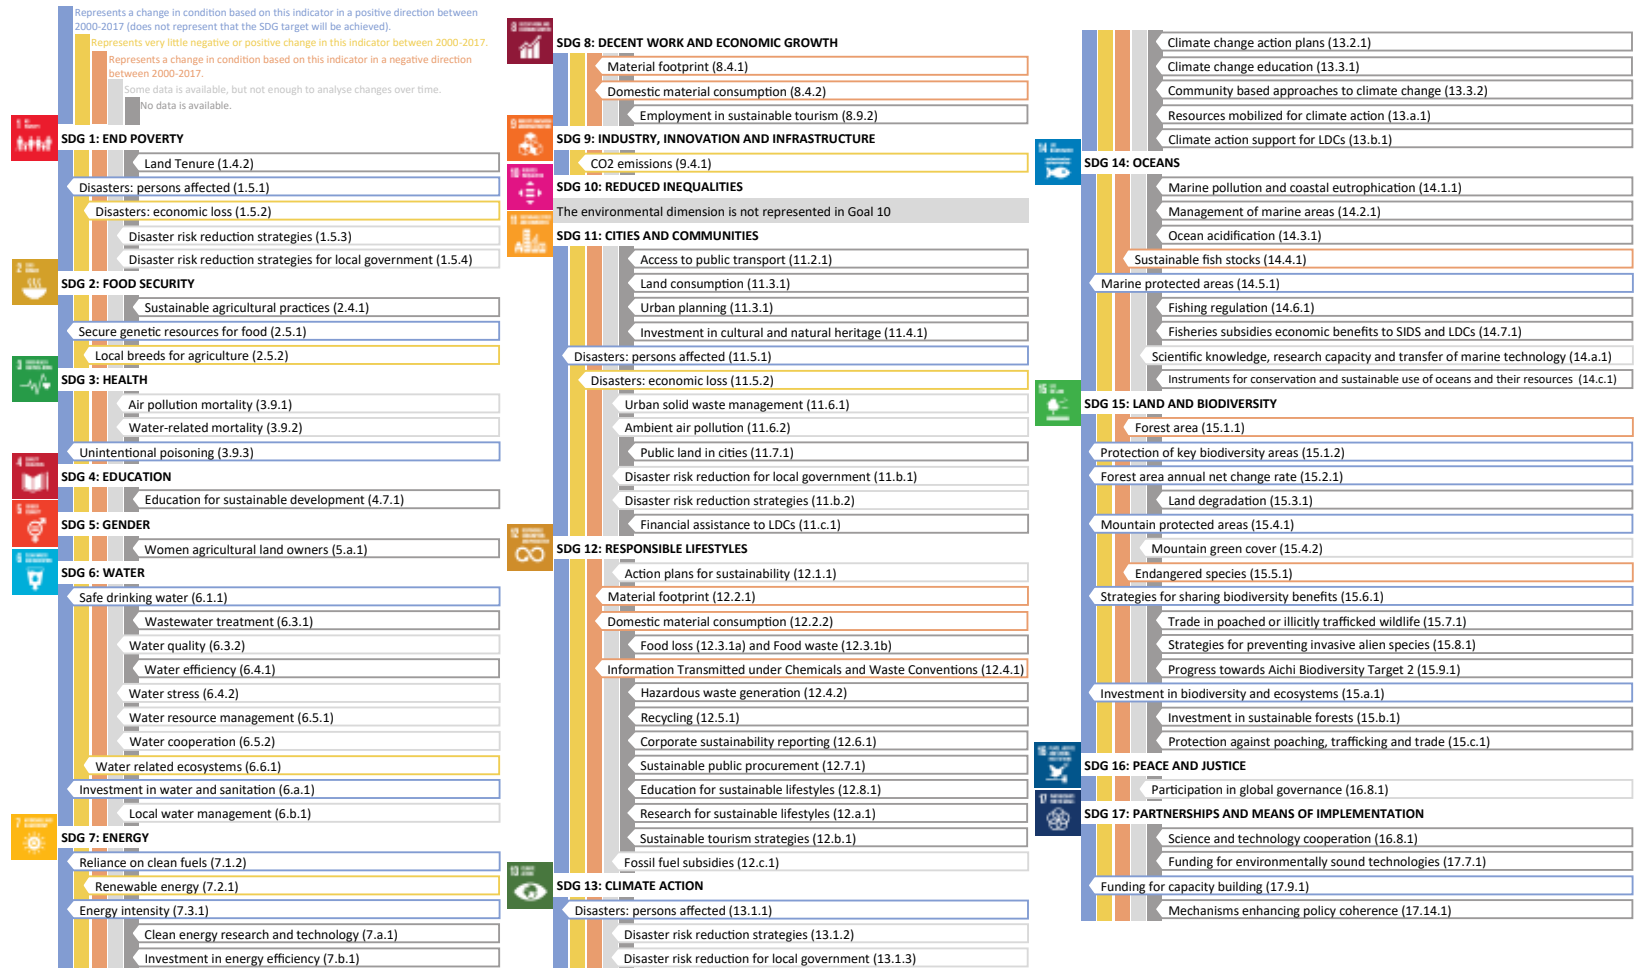 Represents a change in condition based on this indicator in a positive direction between
2000-2017 (does not represent that the SDG target will be achieved).
Represents very little negative or positive change in this indicator between 2000-2017.
Represents a change in condition based on this indicator in a negative direction
between 2000-2017.
Some data is available, but not enough to analyse changes over time.
No data is available.
1
SDG 1: END POVERTY
Land Tenure (1.4.2)
Disasters: persons affected (1.5.1)
Disasters: economic loss (1.5.2)
Disaster risk reduction strategies (1.5.3)
Disaster risk reduction strategies for local government (1.5.4)
2
SDG 2: FOOD SECURITY
Sustainable agricultural practices (2.4.1)
Secure genetic resources for food (2.5.1)
Local breeds for agriculture (2.5.2)
3
SDG 3: HEALTH
Air pollution mortality (3.9.1)
Water-related mortality (3.9.2)
Unintentional poisoning (3.9.3)
4
SDG 4: EDUCATION
Education for sustainable development (4.7.1)
5
SDG 5: GENDER
Women agricultural land owners (5.a.1)
6
SDG 6: WATER
Safe drinking water (6.1.1)
Wastewater treatment (6.3.1)
Water quality (6.3.2)
Water efficiency (6.4.1)
Water stress (6.4.2)
Water resource management (6.5.1)
Water cooperation (6.5.2)
Water related ecosystems (6.6.1)
Investment in water and sanitation (6.a.1)
Local water management (6.b.1)
7
SDG 7: ENERGY
Reliance on clean fuels (7.1.2)
Renewable energy (7.2.1)
Energy intensity (7.3.1)
Clean energy research and technology (7.a.1)
Investment in energy efficiency (7.b.1)
8
SDG 8: DECENT WORK AND ECONOMIC GROWTH
Material footprint (8.4.1)
Domestic material consumption (8.4.2)
Employment in sustainable tourism (8.9.2)
9
SDG 9: INDUSTRY, INNOVATION AND INFRASTRUCTURE
CO2 emissions (9.4.1)
10
SDG 10: REDUCED INEQUALITIES
The environmental dimension is not represented in Goal 10
11
SDG 11: CITIES AND COMMUNITIES
Access to public transport (11.2.1)
Land consumption (11.3.1)
Urban planning (11.3.1)
Investment in cultural and natural heritage (11.4.1)
Disasters: persons affected (11.5.1)
Disasters: economic loss (11.5.2)
Urban solid waste management (11.6.1)
Ambient air pollution (11.6.2)
Public land in cities (11.7.1)
Disaster risk reduction for local government (11.b.1)
Disaster risk reduction strategies (11.b.2)
Financial assistance to LDCs (11.c.1)
12
SDG 12: RESPONSIBLE LIFESTYLES
Action plans for sustainability (12.1.1)
Material footprint (12.2.1)
Domestic material consumption (12.2.2)
Food loss (12.3.1a) and Food waste (12.3.1b)
Information Transmitted under Chemicals and Waste Conventions (12.4.1)
Hazardous waste generation (12.4.2)
Recycling (12.5.1)
Corporate sustainability reporting (12.6.1)
Sustainable public procurement (12.7.1)
Education for sustainable lifestyles (12.8.1)
Research for sustainable lifestyles (12.a.1)
Sustainable tourism strategies (12.b.1)
Fossil fuel subsidies (12.c.1)
13
SDG 13: CLIMATE ACTION
Disasters: persons affected (13.1.1)
Disaster risk reduction strategies (13.1.2)
Disaster risk reduction for local government (13.1.3)
Climate change action plans (13.2.1)
Climate change education (13.3.1)
Community based approaches to climate change (13.3.2)
Resources mobilized for climate action (13.a.1)
Climate action support for LDCs (13.b.1)
14
SDG 14: OCEANS
Marine pollution and coastal eutrophication (14.1.1)
Management of marine areas (14.2.1)
Ocean acidification (14.3.1)
Sustainable fish stocks (14.4.1)
Marine protected areas (14.5.1)
Fishing regulation (14.6.1)
Fisheries subsidies economic benefits to SIDS and LDCs (14.7.1)
Scientific knowledge, research capacity and transfer of marine technology (14.a.1)
Instruments for conservation and sustainable use of oceans and their resources (14.c.1)
15
SDG 15: LAND AND BIODIVERSITY
Forest area (15.1.1)
Protection of key biodiversity areas (15.1.2)
Forest area annual net change rate (15.2.1)
Land degradation (15.3.1)
Mountain protected areas (15.4.1)
Mountain green cover (15.4.2)
Endangered species (15.5.1)
Strategies for sharing biodiversity benefits (15.6.1)
Trade in poached or illicitly trafficked wildlife (15.7.1)
Strategies for preventing invasive alien species (15.8.1)
Progress towards Aichi Biodiversity Target 2 (15.9.1)
Investment in biodiversity and ecosystems (15.a.1)
Investment in sustainable forests (15.b.1)
Protection against poaching, trafficking and trade (15.c.1)
16
SDG 16: PEACE AND JUSTICE
Participation in global governance (16.8.1)
17
SDG 17: PARTNERSHIPS AND MEANS OF IMPLEMENTATION
Science and technology cooperation (16.8.1)
Funding for environmentally sound technologies (17.7.1)
Funding for capacity building (17.9.1)
Mechanisms enhancing policy coherence (17.14.1)